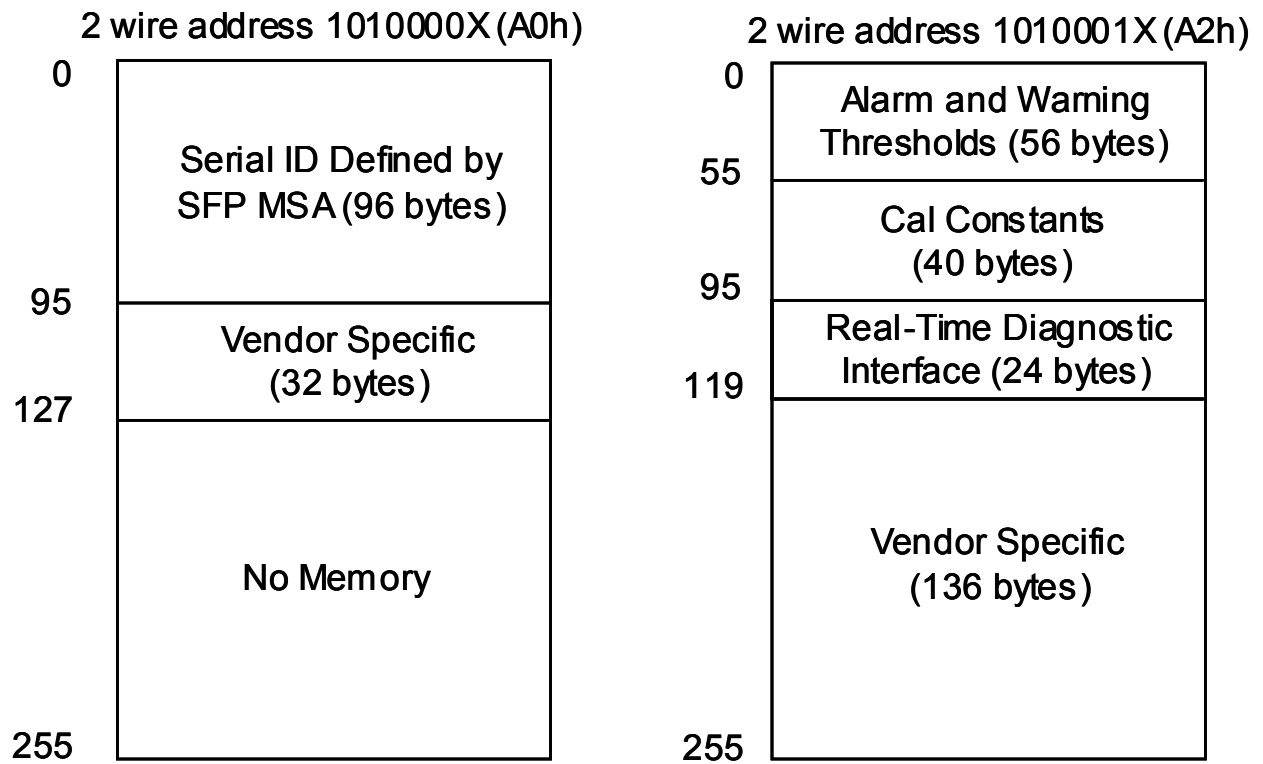 2 wire address 1010000X (A0h)
0
Serial ID Defined by
SFP MSA (96 bytes)
95
Vendor Specific
(32 bytes)
127
No Memory
255
2 wire address 1010001X (A2h)
0
Alarm and Warning
Thresholds (56 bytes)
55
Cal Constants
(40 bytes)
95
Real-Time Diagnostic
Interface (24 bytes)
119
Vendor Specific
(136 bytes)
255